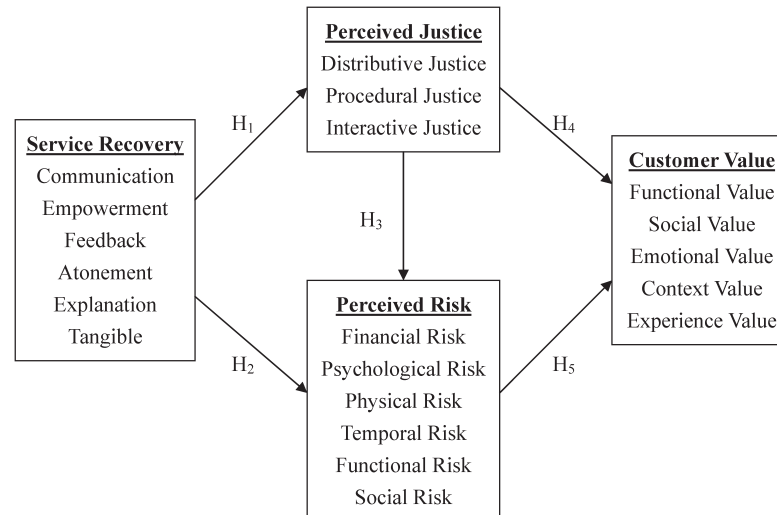 Perceived Justice
Distributive Justice
Procedural Justice
Interactive Justice
H1
H4
Service Recovery
Communication
Empowerment
Feedback
Atonement
Explanation
Tangible
Customer Value
Functional Value
Social Value
Emotional Value
Context Value
Experience Value
H3
H2
H5
Perceived Risk
Financial Risk
Psychological Risk
Physical Risk
Temporal Risk
Functional Risk
Social Risk